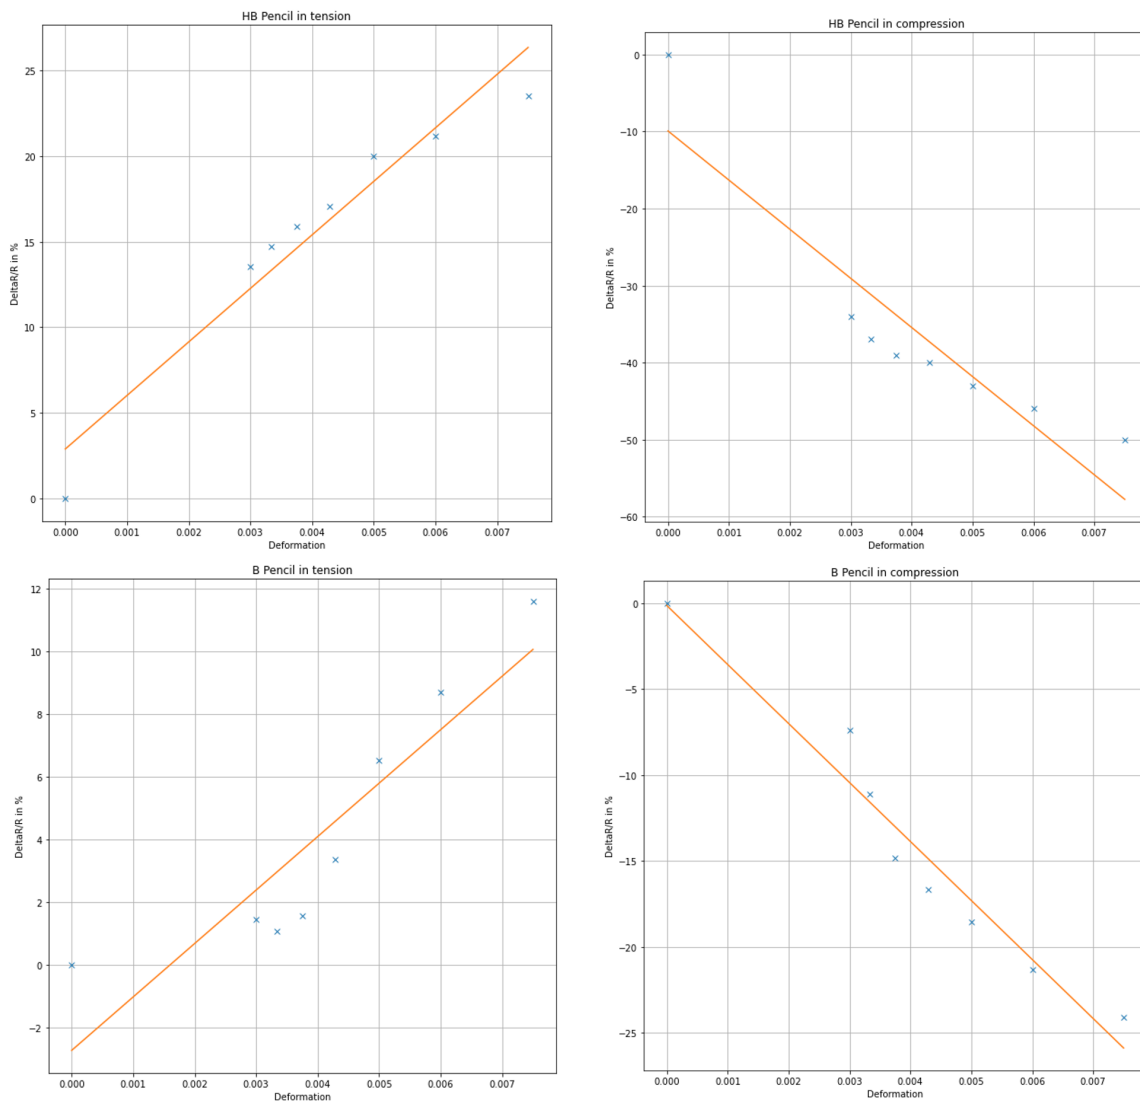 HB Pencil in tension
25
20
15
10
5
0
DeltaR/R in %
0.000 0.001 0.002 0.003 0.004 0.005 0.006 0.007
Deformation
HB Pencil in compression
0
−10
−20
−30
−40
−50
−60
DeltaR/R in %
0.000 0.001 0.002 0.003 0.004 0.005 0.006 0.007
Deformation
B Pencil in tension
12
10
8
6
4
2
0
−2
DeltaR/R in %
0.000 0.001 0.002 0.003 0.004 0.005 0.006 0.007
Deformation
B Pencil in compression
0
−5
−10
−15
−20
−25
DeltaR/R in %
0.000 0.001 0.002 0.003 0.004 0.005 0.006 0.007
Deformation